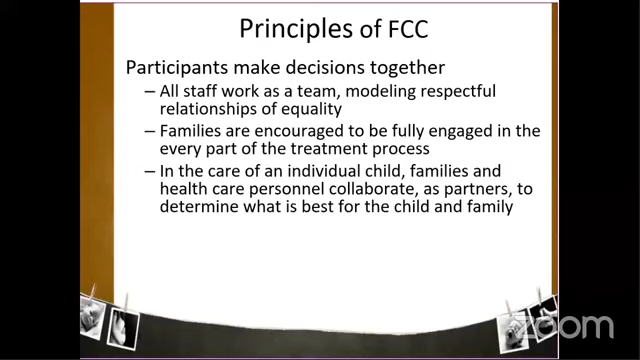 Principles of FCC
Participants make decisions together
– All staff work as a team, modeling respectful
relationships of equality
– Families are encouraged to be fully engaged in the
every part of the treatment process
– In the care of an individual child, families and
health care personnel collaborate, as partners, to
determine what is best for the child and family
zoom